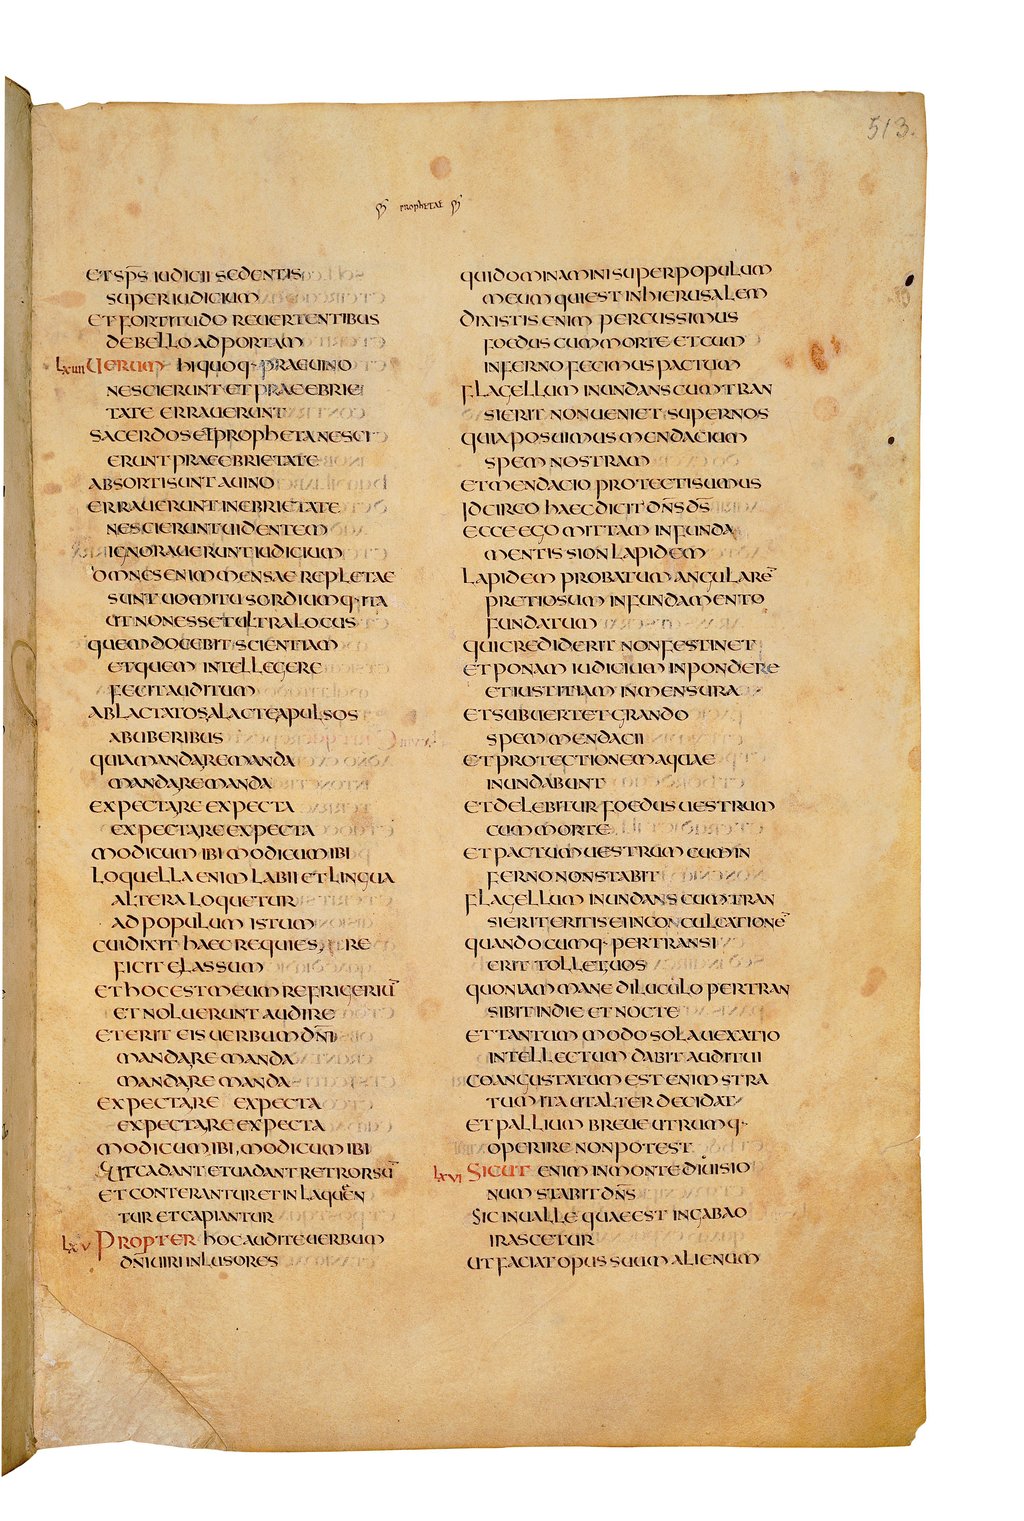 513.
PROPHETAE
ET SP̅S IUDICII SEDENTIS
SUPER IUDICIUM
ET FORTITUDO REUERTENTIBUS
DE BELLO AD PORTAM
LXIIII UERUM HI QUOQ· PRAE UINO
NESCIERUNT ET PRAE EBRIE
TATE ERRAUERUNT
SACERDOS ET PROPHETA NESCI
ERUNT PRAE EBRIETATE
ABSORTI SUNT A UINO
ERRAUERUNT IN EBRIETATE
NESCIERUNT UIDENTEM
IGNORAUERUNT IUDICIUM
OMNES ENIM MENSAE REPLETAE
SUNT UOMITU SORDIUMQ· ITA
UT NON ESSET ULTRA LOCUS
QUEM DOCEBIT SCIENTIAM
ET QUEM INTELLEGERE
FECIT AUDITUM
ABLACTATOS A LACTE APULSOS
AB UBERIBUS
QUIA MANDA REMANDA
MANDA REMANDA
EXPECTA REEXPECTA
EXPECTA REEXPECTA
MODICUM IBI MODICUM IBI
LOQUELLA ENIM LABII ET LINGUA
ALTERA LOQUETUR
AD POPULUM ISTUM
CUI DIXIT HAEC REQUIES RE
FICITE LASSUM
ET HOC EST MEUM REFRIGERIU̅
ET NOLUERUNT AUDIRE
ET ERIT EIS UERBUM DN̅I
MANDA REMANDA
MANDA REMANDA
EXPECTA RE EXPECTA
EXPECTA REEXPECTA
MODICUM IBI MODICUM IBI
UT CADANT ET UADANT RETRORSU̅
ET CONTERANTUR ET INLAQUEN
TUR ET CAPIANTUR
LXV PROPTER HOC AUDITE UERBUM
DN̅I UIRI INLUSORES
QUI DOMINAMINI SUPER POPULUM
MEUM QUI EST IN HIERUSALEM
DIXISTIS ENIM PERCUSSIMUS
FOEDUS CUM MORTE ET CUM
INFERNO FECIMUS PACTUM
FLAGELLUM INUNDANS CUM TRAN
SIERIT NON UENIET SUPER NOS
QUIA POSUIMUS MENDACIUM
SPEM NOSTRAM
ET MENDACIO PROTECTI SUMUS
IDCIRCO HAEC DICIT DN̅S DS̅
ECCE EGO MITTAM IN FUNDA
MENTIS SION LAPIDEM
LAPIDEM PROBATUM ANGULARE̅
PRETIOSUM IN FUNDAMENTO
FUNDATUM
QUI CREDIDERIT NON FESTINET
ET PONAM IUDICIUM IN PONDERE
ET IUSTITIAM IN MENSURA
ET SUBUERTET GRANDO
SPEM MENDACII
ET PROTECTIONEM AQUAE
INUNDABUNT
ET DELEBITUR FOEDUS UESTRUM
CUM MORTE
ET PACTUM UESTRUM CUM IN
FERNO NON STABIT
FLAGELLUM INUNDANS CUM TRAN
SIERIT ERITIS EI IN CONCULCATIONE̅
QUANDOCUMQ· PERTRANSI
ERIT TOLLET UOS
QUONIAM MANE DILUCULO PERTRAN
SIBIT IN DIE ET NOCTE
ET TANTUMMODO SOLA UEXATIO
INTELLECTUM DABIT AUDITUI
COANGUSTATUM EST ENIM STRA
TUM ITA UT ALTER DECIDAT
ET PALLIUM BREUE UTRUMQ·
OPERIRE NON POTEST
LXVI SICUT ENIM IN MONTE DIUISIO
NUM STABIT DN̅S
SIC IN UALLE QUAE EST IN GABAO
IRASCETUR
UT FACIAT OPUS SUUM ALIENUM